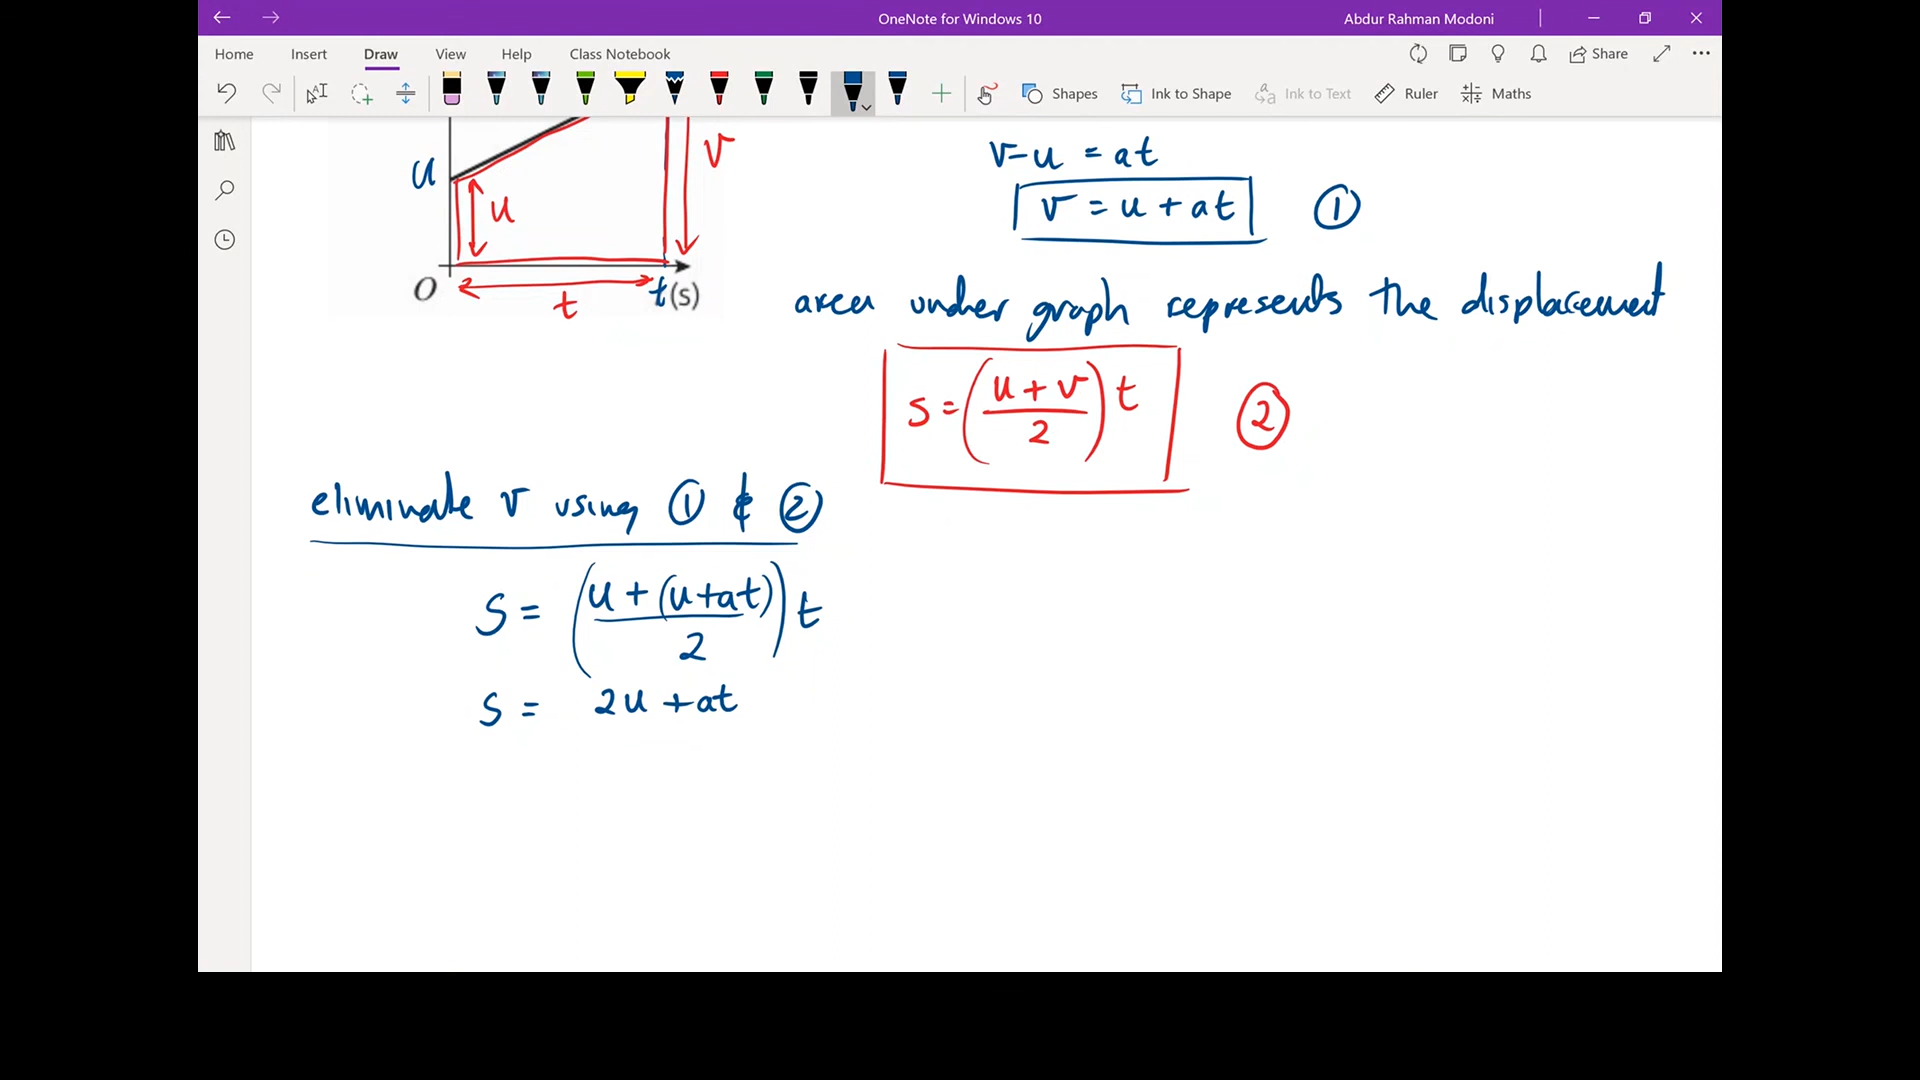 OneNote for Windows 10
Abdur Rahman Modoni
Home Insert Draw View Help Class Notebook
Share
Shapes Ink to Shape Ink to Text Ruler Maths
u
u
v
O
t
t(s)
v-u = at
v = u + at ①
area under graph represents the displacement
s = (u + v / 2) t ②
eliminate v using ① & ②
s = (u + (u+at) / 2) t
s = 2u + at